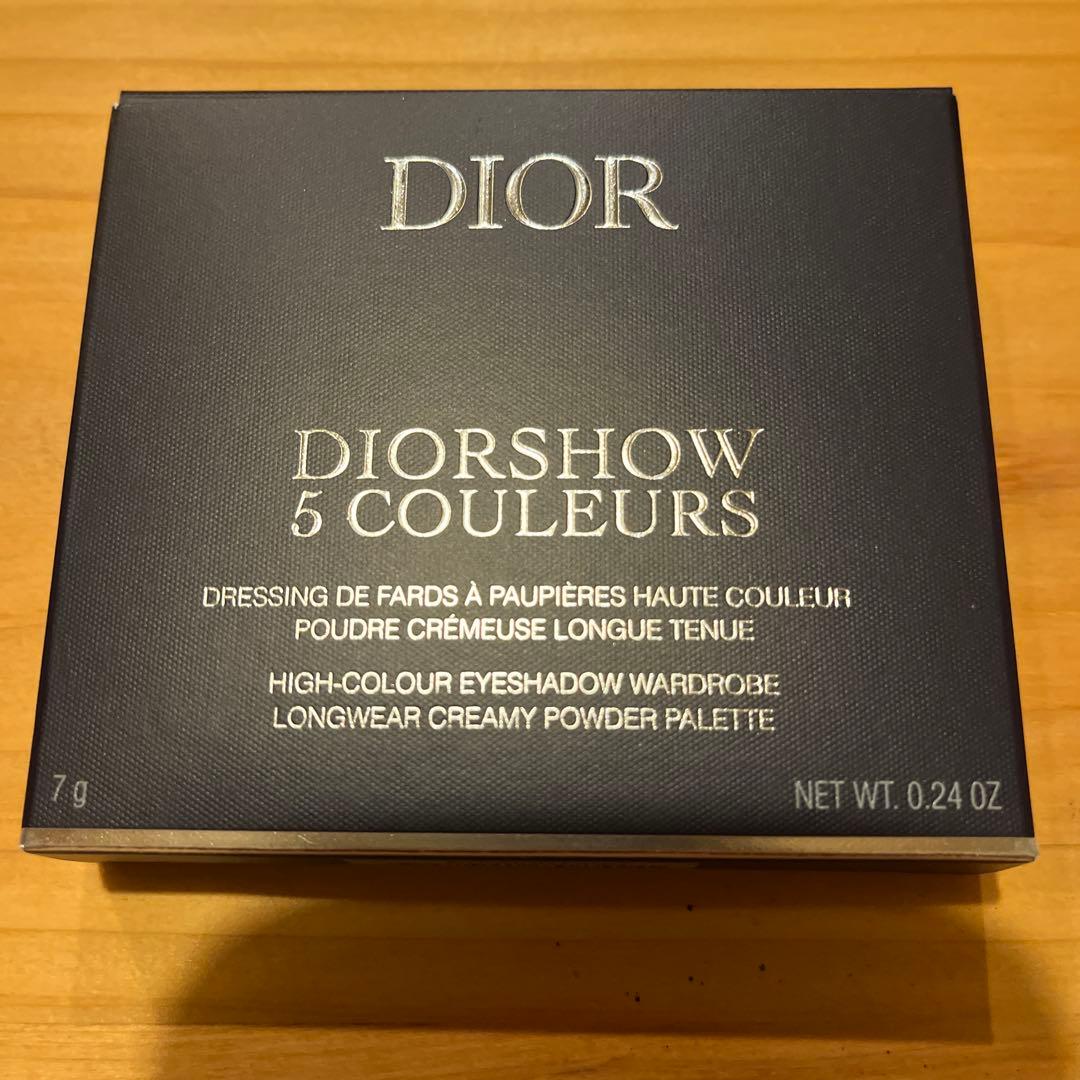 DIOR
DIORSHOW
5 COULEURS
DRESSING DE FARDS À PAUPIÈRES HAUTE COULEUR
POUDRE CRÉMEUSE LONGUE TENUE
HIGH-COLOUR EYESHADOW WARDROBE
LONGWEAR CREAMY POWDER PALETTE
7 g
NET WT. 0.24 OZ